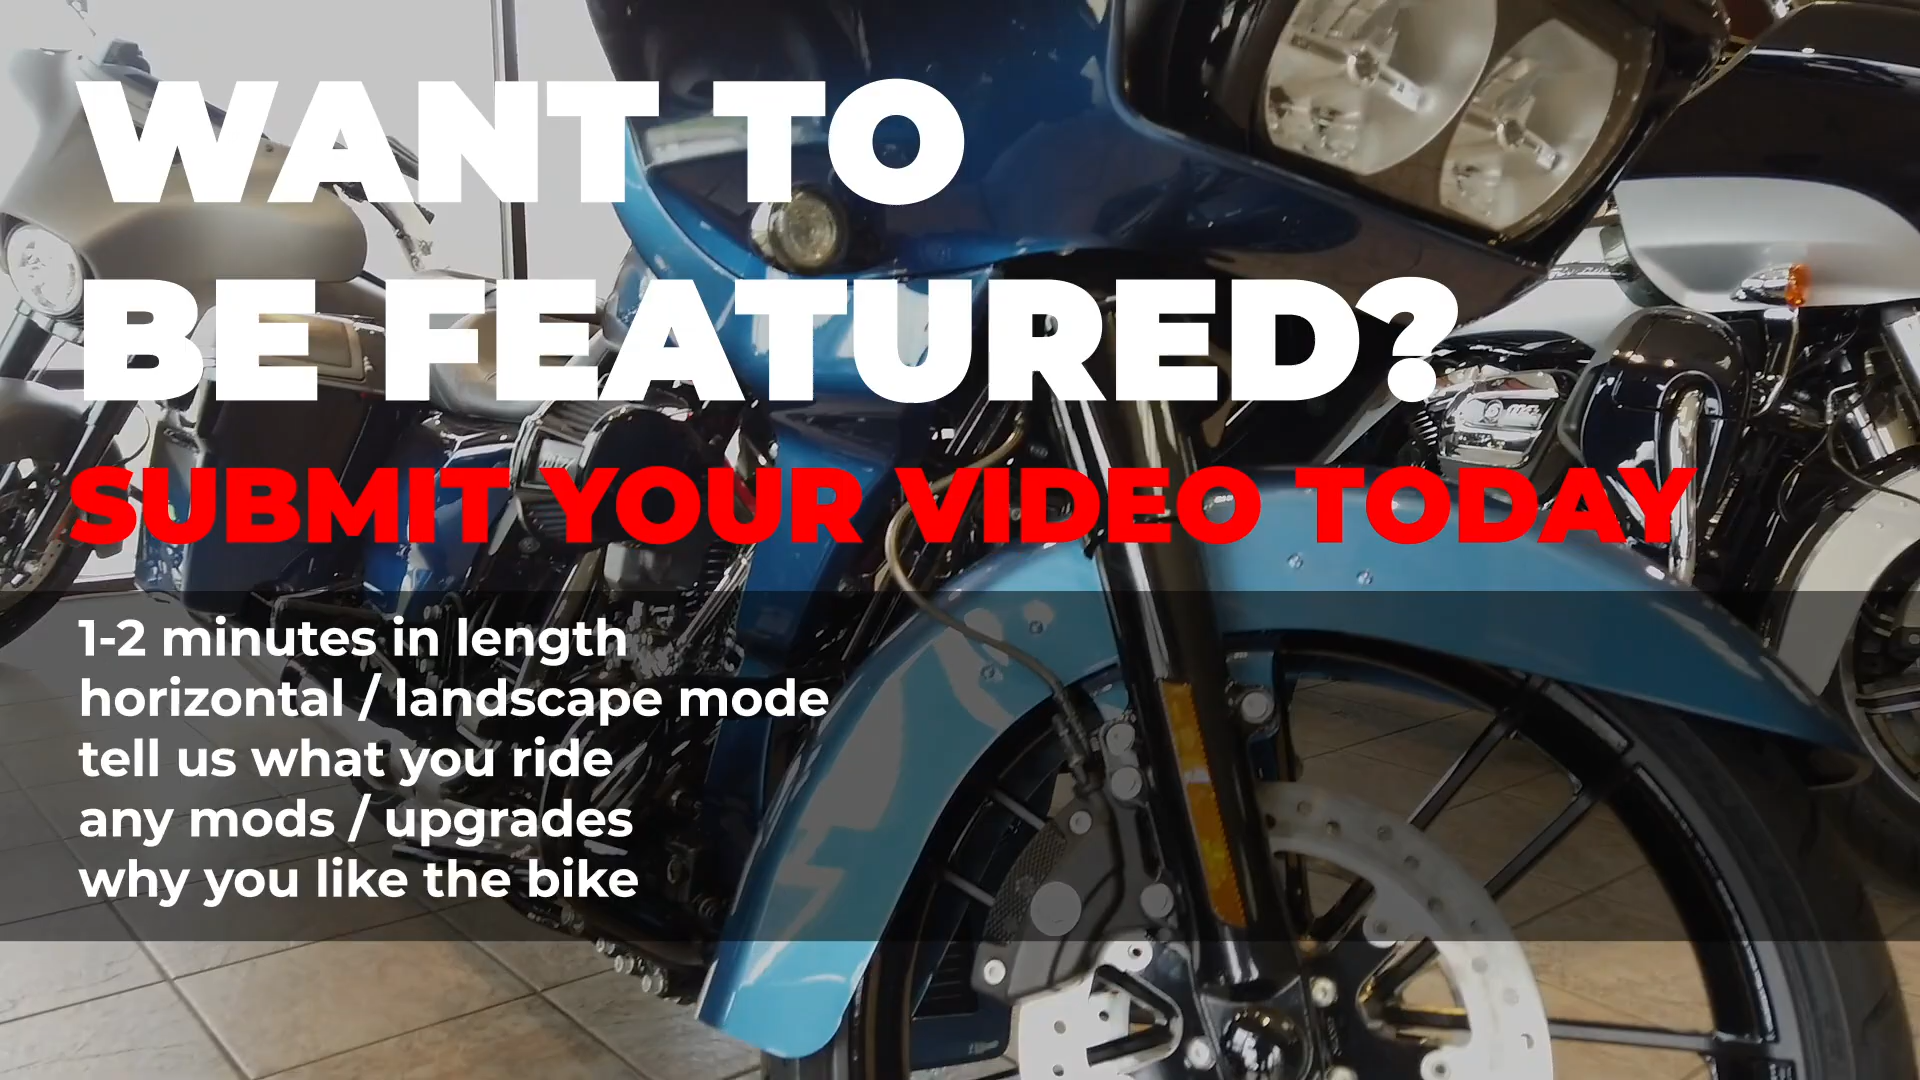 WANT TO
BE FEATURED?
SUBMIT YOUR VIDEO TODAY
1-2 minutes in length
horizontal / landscape mode
tell us what you ride
any mods / upgrades
why you like the bike